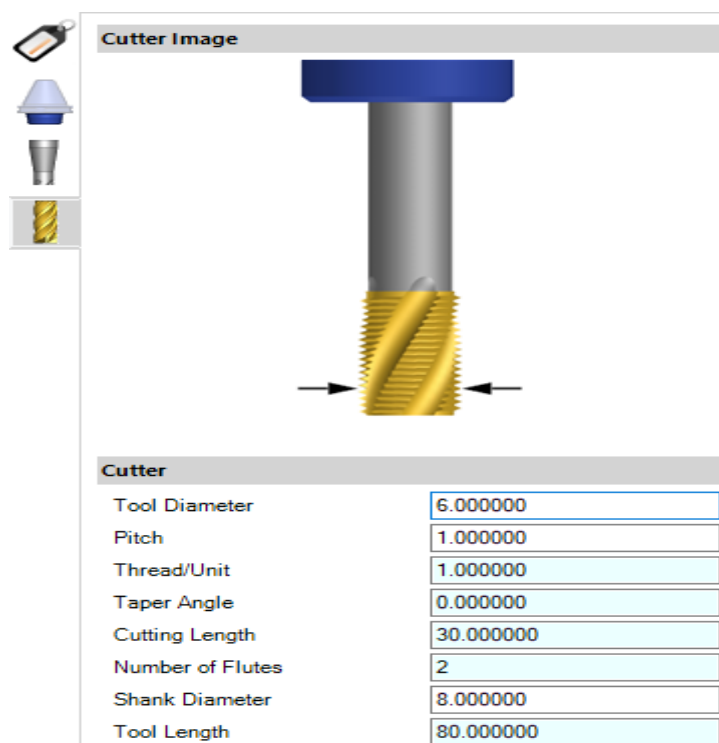 Cutter Image
Cutter
Tool Diameter 6.000000
Pitch 1.000000
Thread/Unit 1.000000
Taper Angle 0.000000
Cutting Length 30.000000
Number of Flutes 2
Shank Diameter 8.000000
Tool Length 80.000000